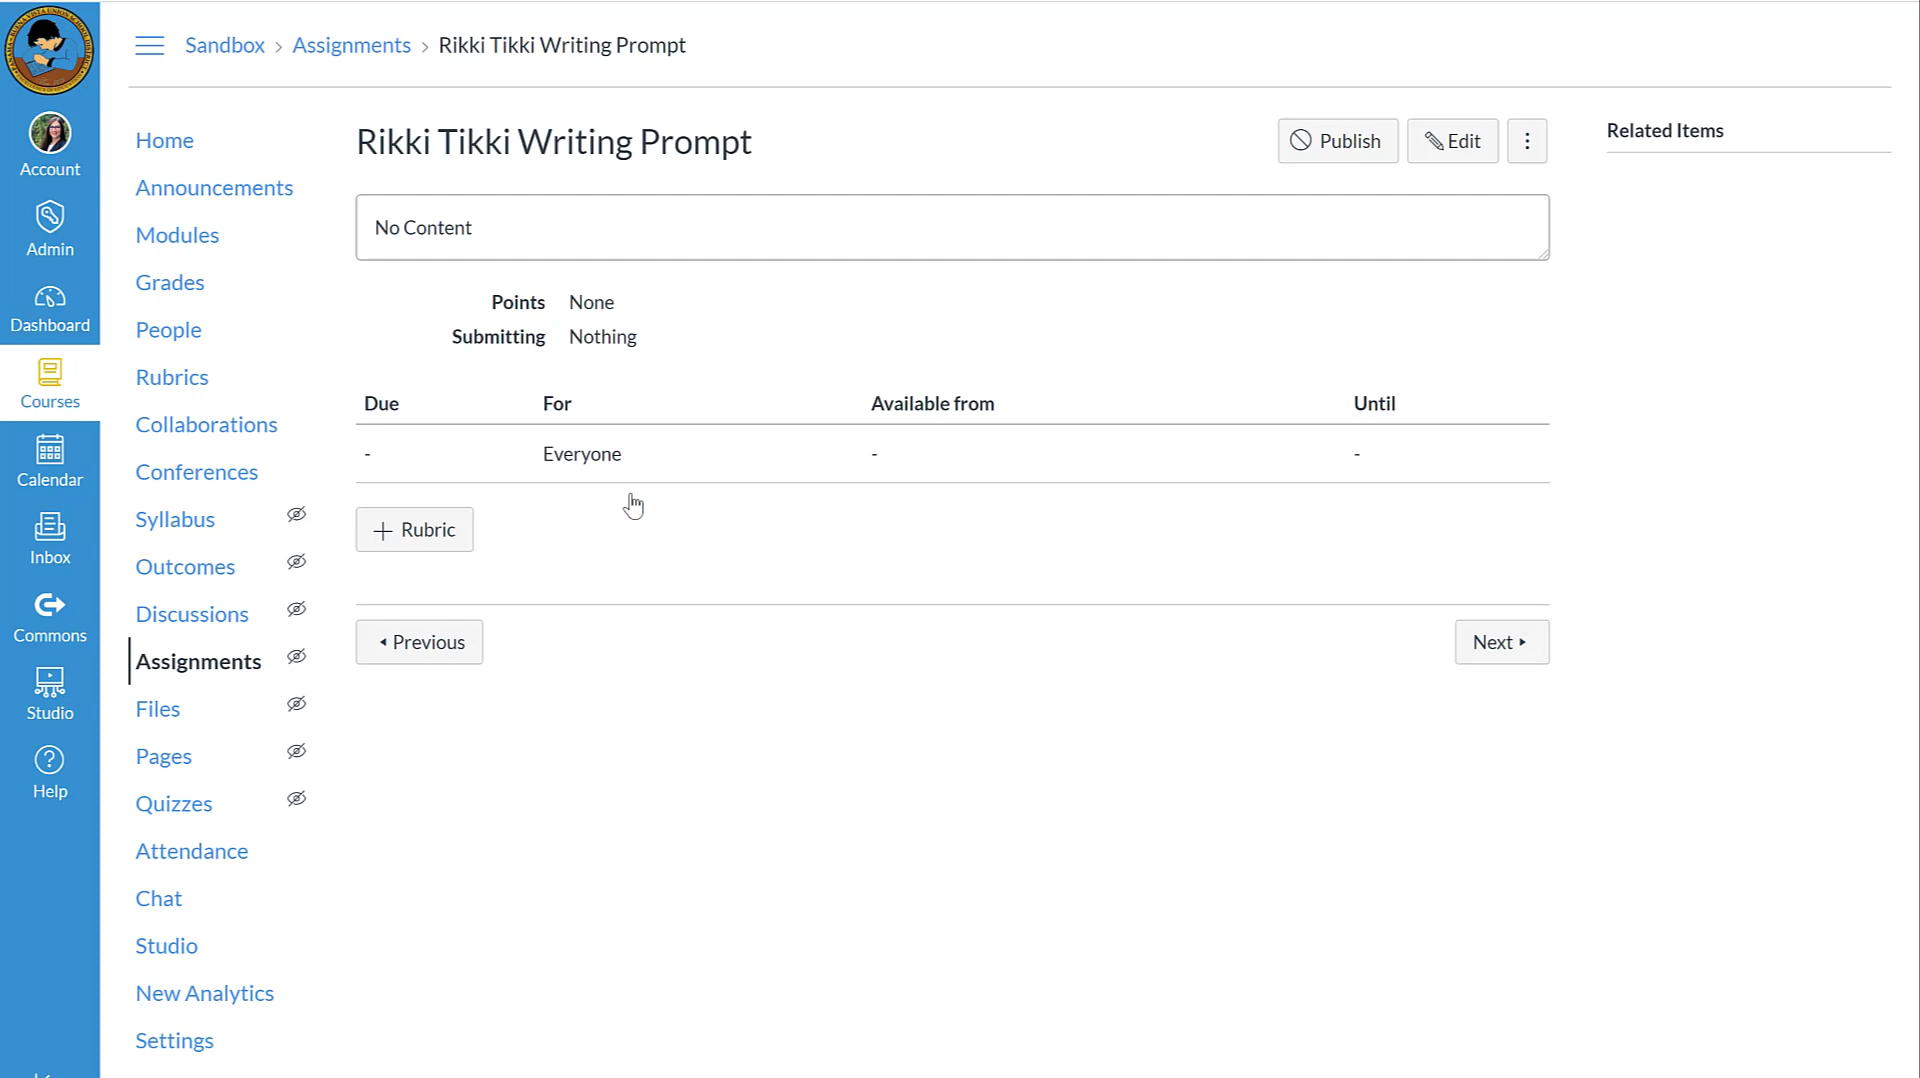 Sandbox › Assignments › Rikki Tikki Writing Prompt
Account
Admin
Dashboard
Courses
Calendar
Inbox
Commons
Studio
Help
Home
Announcements
Modules
Grades
People
Rubrics
Collaborations
Conferences
Syllabus
Outcomes
Discussions
Assignments
Files
Pages
Quizzes
Attendance
Chat
Studio
New Analytics
Settings
Rikki Tikki Writing Prompt
Publish
Edit
No Content
Points None
Submitting Nothing
Due For Available from Until
- Everyone - -
+ Rubric
Previous
Next
Related Items